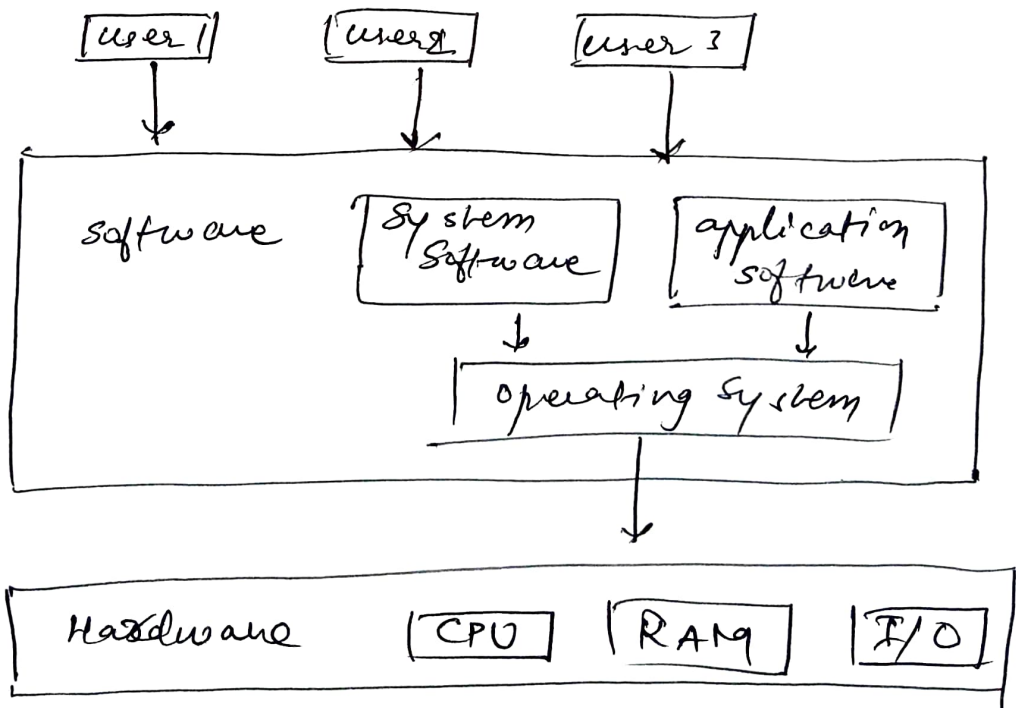 user 1
user 2
user 3
software
System
Software
application
software
operating system
Hardware
CPU
RAM
I/O